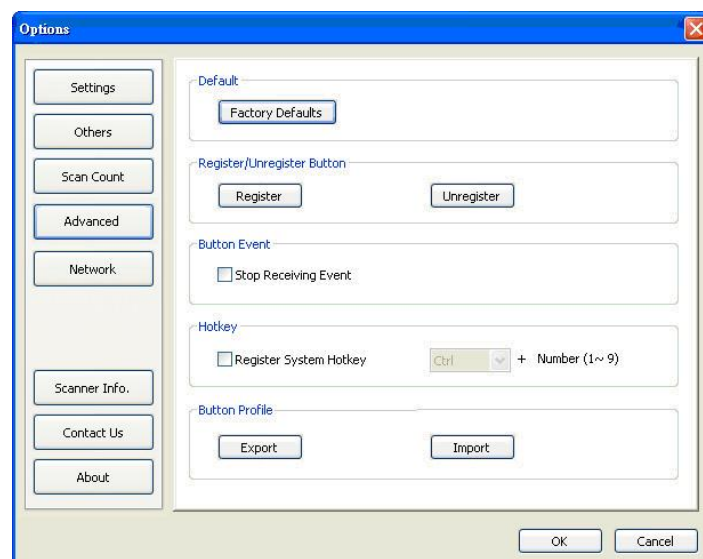 Options
Settings
Others
Scan Count
Advanced
Network
Scanner Info.
Contact Us
About
Default
Factory Defaults
Register/Unregister Button
Register Unregister
Button Event
Stop Receiving Event
Hotkey
Register System Hotkey Ctrl + Number (1~ 9)
Button Profile
Export Import
OK Cancel